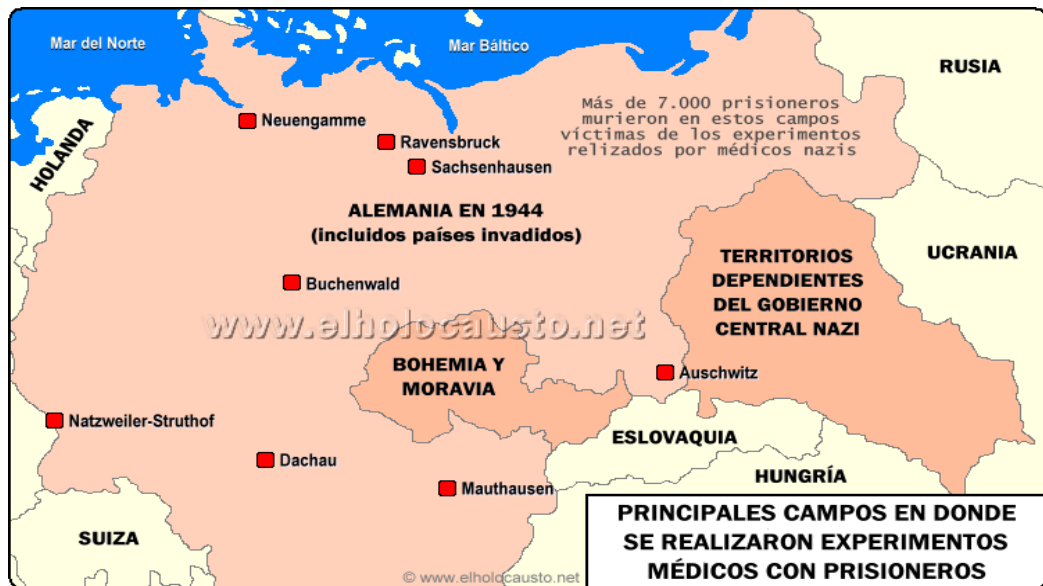 Mar del Norte
Mar Báltico
RUSIA
Más de 7.000 prisioneros
murieron en estos campos
víctimas de los experimentos
relizados por médicos nazis
HOLANDA
Neuengamme
Ravensbruck
Sachsenhausen
ALEMANIA EN 1944
(incluidos países invadidos)
TERRITORIOS
DEPENDIENTES
DEL GOBIERNO
CENTRAL NAZI
UCRANIA
Buchenwald
www.elholocausto.net
BOHEMIA Y
MORAVIA
Auschwitz
Natzweiler-Struthof
ESLOVAQUIA
Dachau
HUNGRÍA
Mauthausen
SUIZA
PRINCIPALES CAMPOS EN DONDE
SE REALIZARON EXPERIMENTOS
MÉDICOS CON PRISIONEROS
© www.elholocausto.net